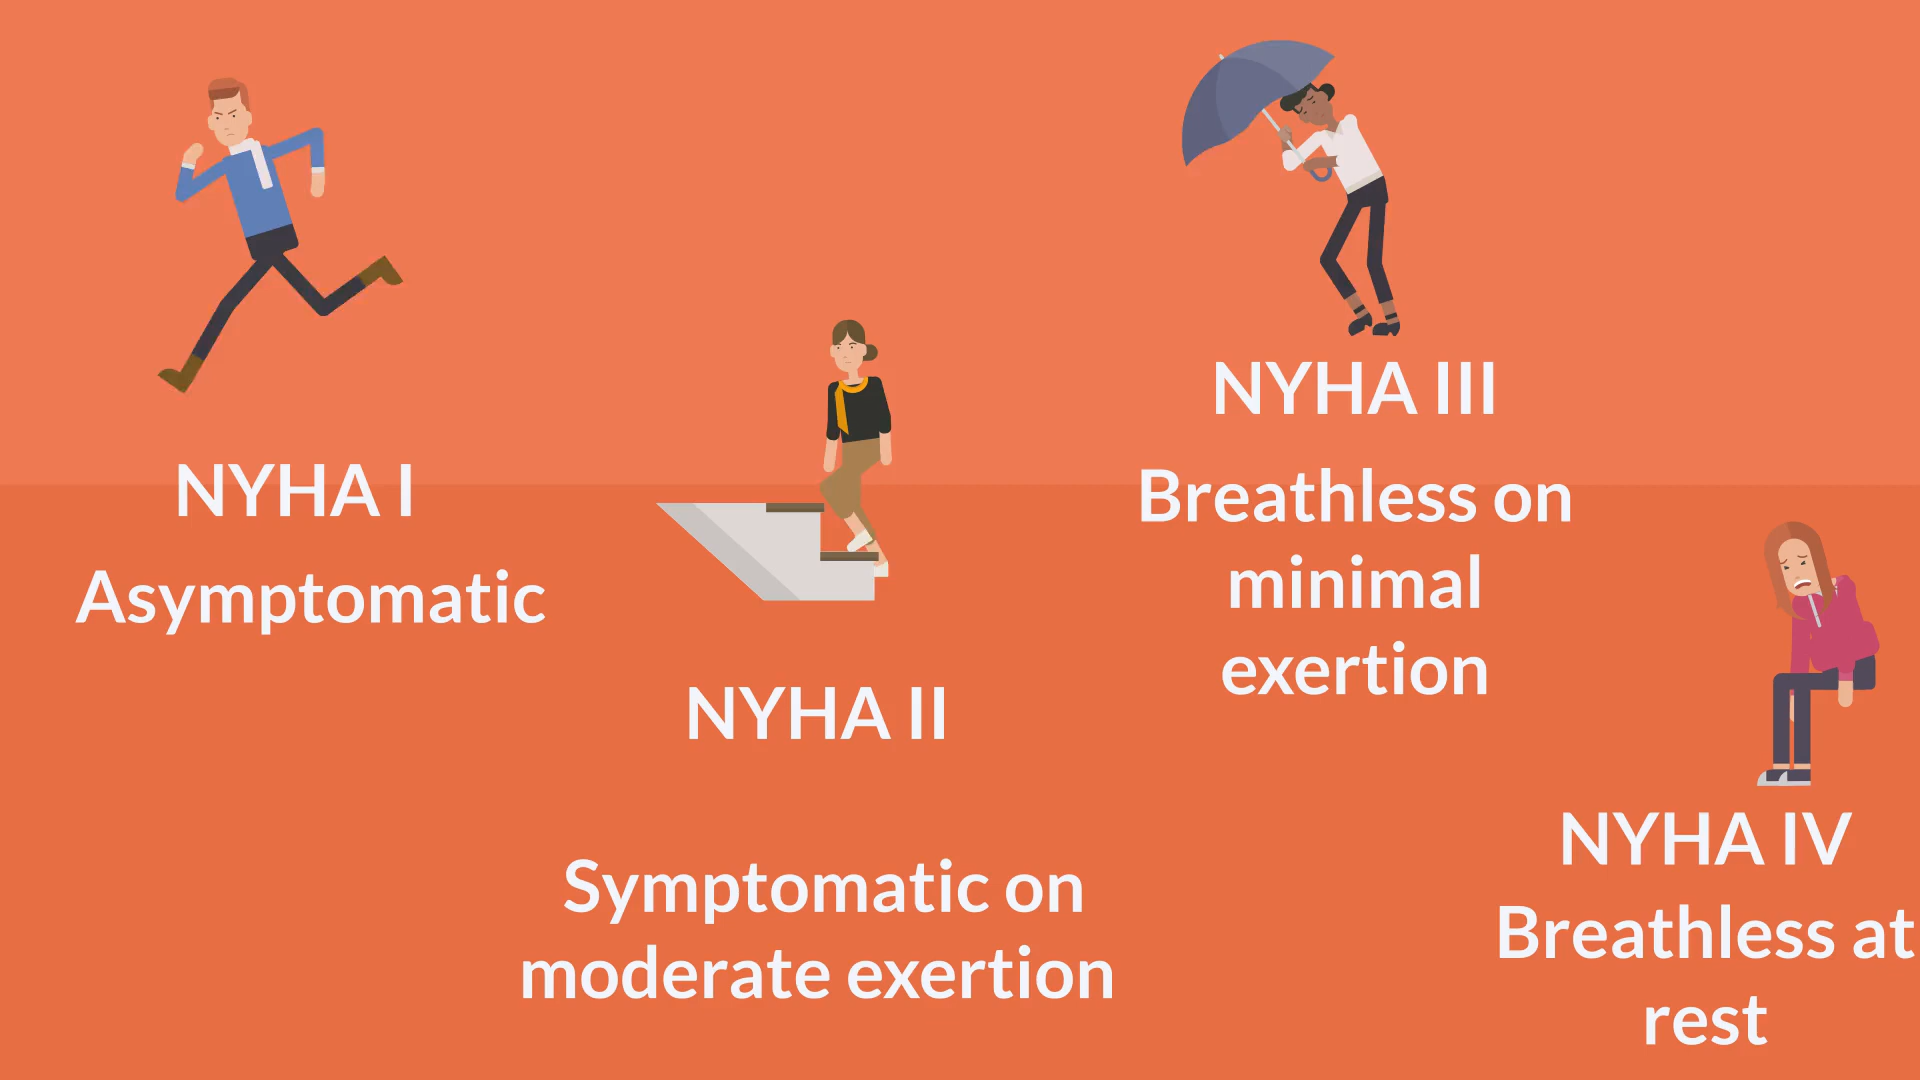 NYHA I
Asymptomatic
NYHA II
Symptomatic on
moderate exertion
NYHA III
Breathless on
minimal
exertion
NYHA IV
Breathless at
rest